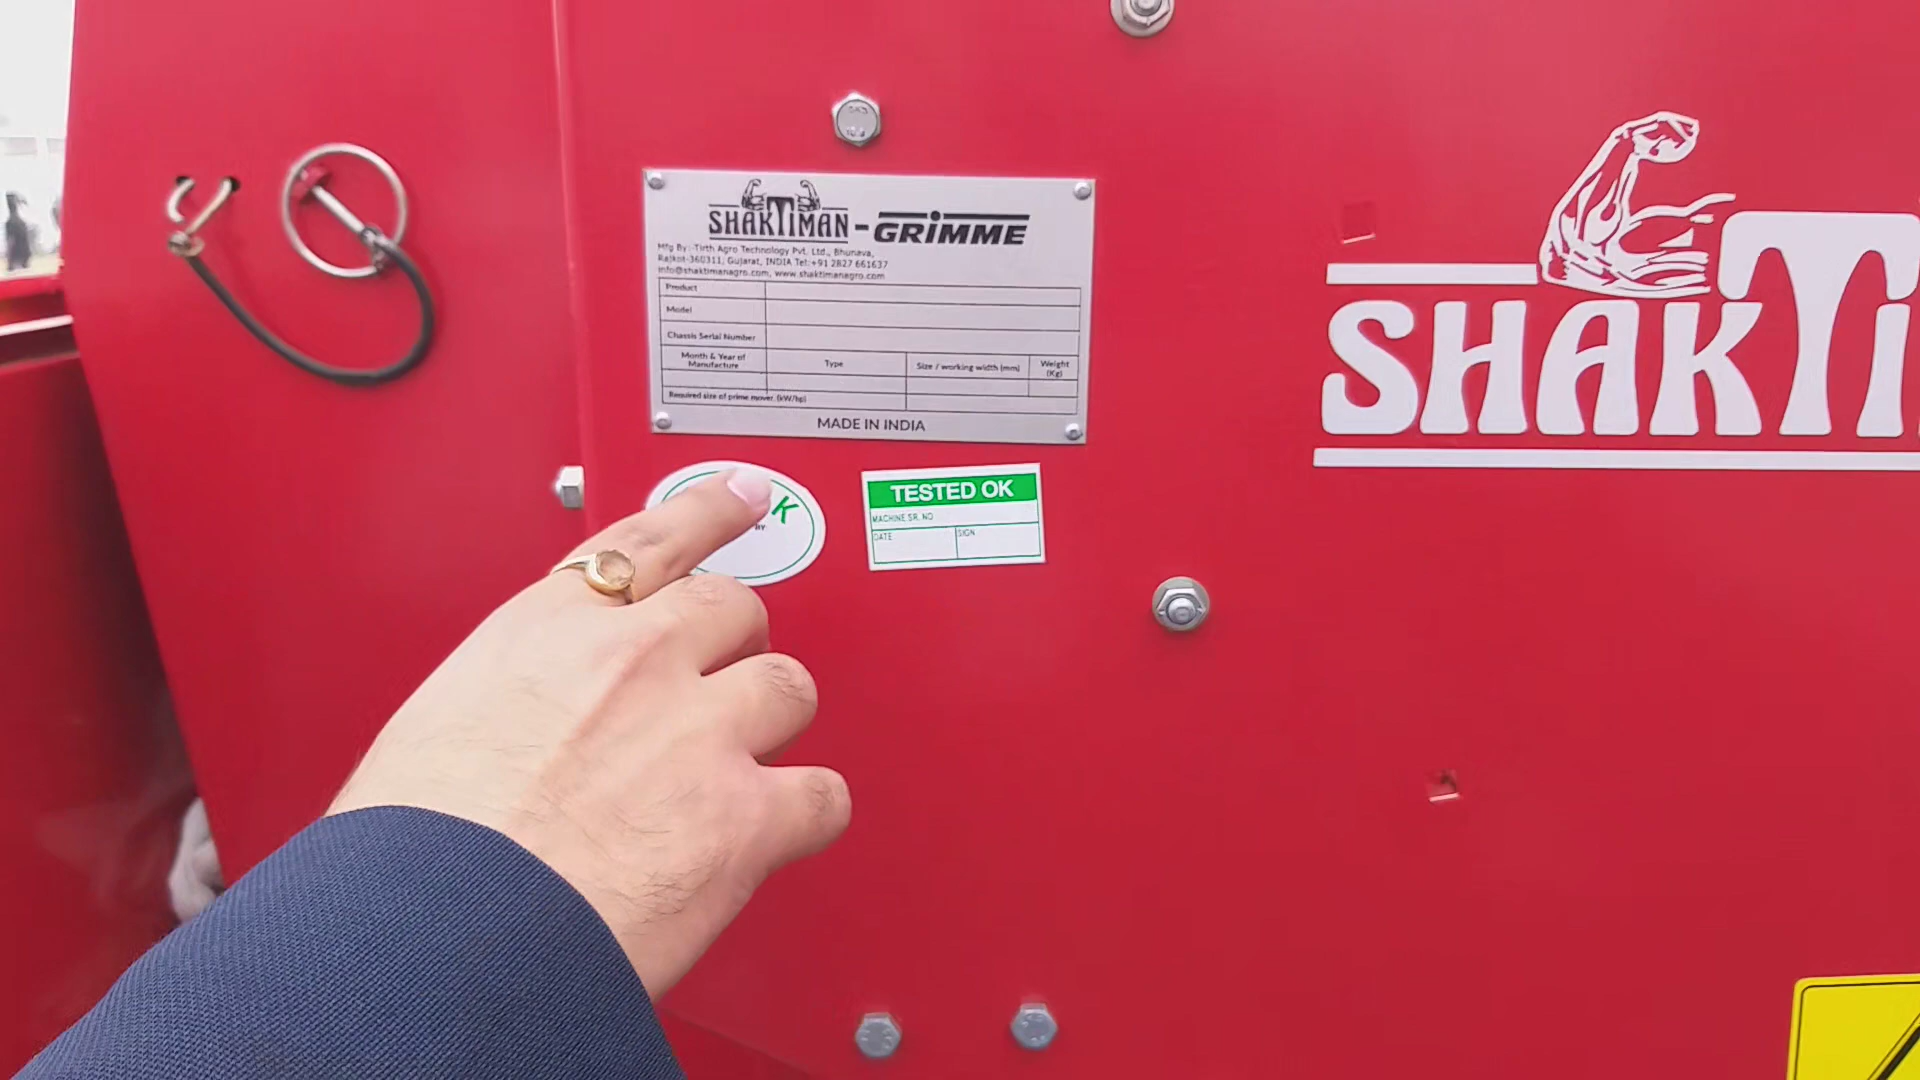 SHAKTIMAN-GRIMME
Mfg By:-Tirth Agro Technology Pvt. Ltd., Bhunava,
Rajkot-360311, Gujarat, INDIA Tel:+91 2827 661637
info@shaktimanagro.com, www.shaktimanagro.com
Product
Model
Chassis Serial Number
Month & Year of Manufacture
Type
Size / working width (mm)
Weight (Kg)
Required size of prime mover (kW/hp)
MADE IN INDIA
K
BY
TESTED OK
MACHINE SR. NO
DATE
SIGN
SHAKTI